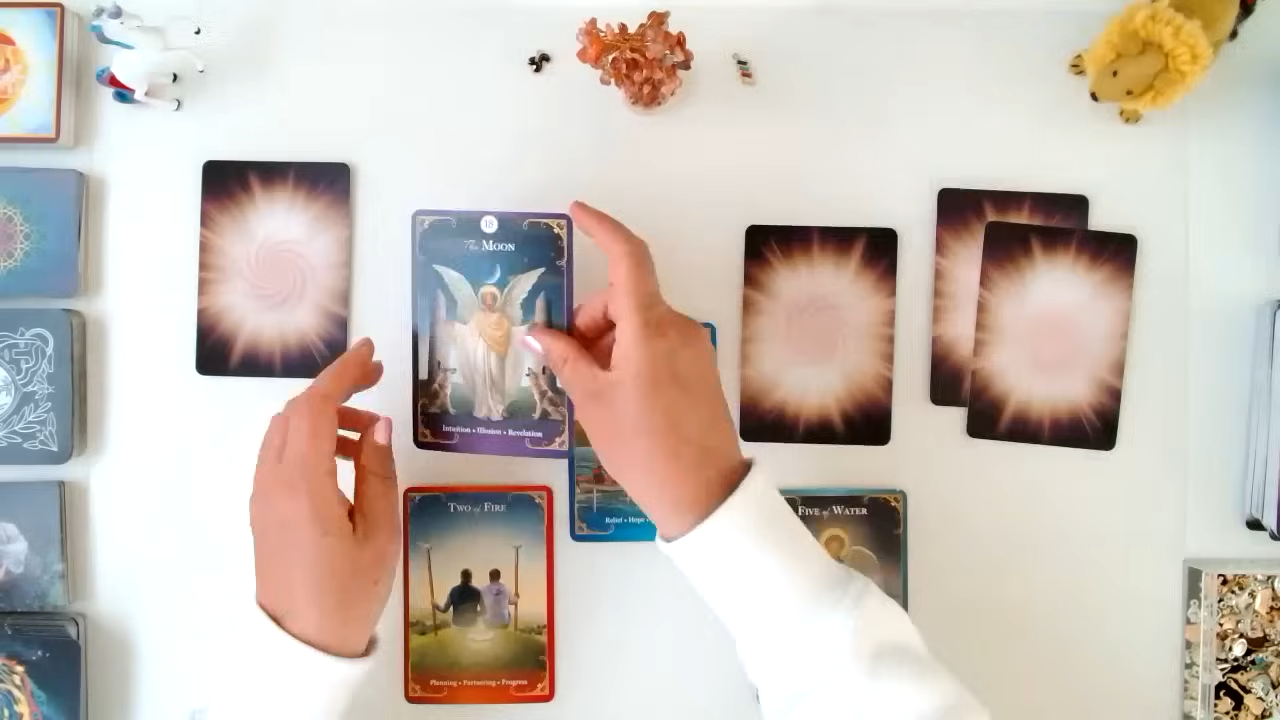 18
The MOON
Intuition • Illusion • Revelation
TWO of FIRE
Planning • Partnering • Progress
Relief • Hope •
FIVE of WATER